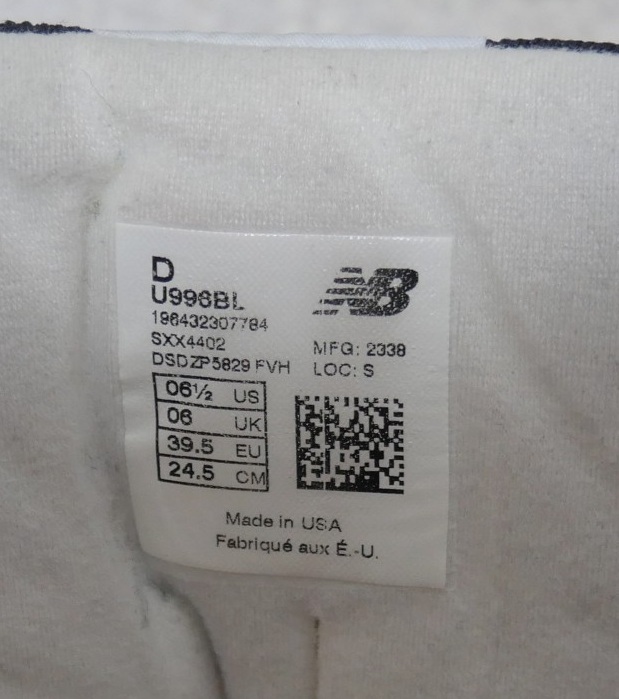 D
NB
U996BL
196432307784
SXX4402
MFG: 2338
DSDZP5829 FVH
LOC: S
06½ US
06 UK
39.5 EU
24.5 CM
Made in USA
Fabriqué aux É.-U.